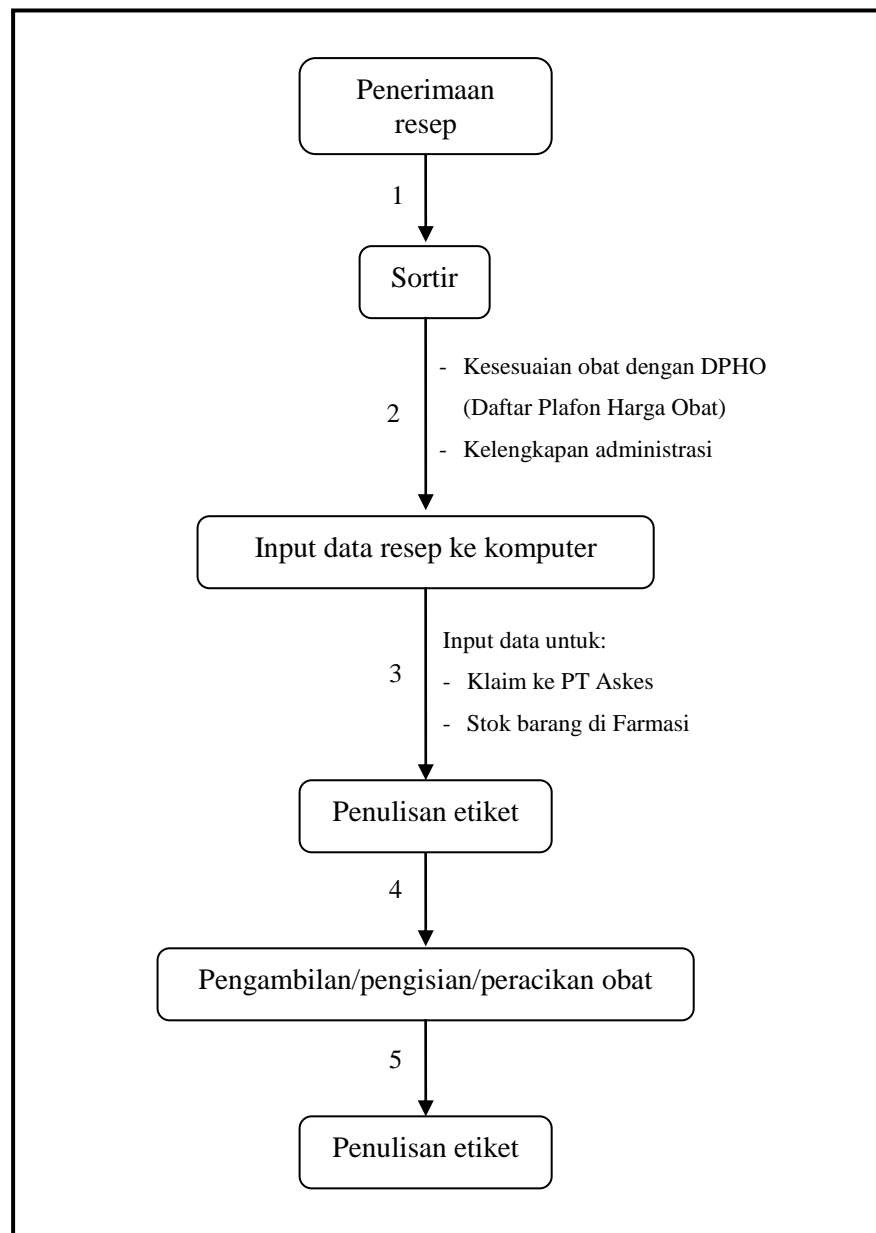 Penerimaan
resep
1
Sortir
2
- Kesesuaian obat dengan DPHO
(Daftar Plafon Harga Obat)
- Kelengkapan administrasi
Input data resep ke komputer
3
Input data untuk:
- Klaim ke PT Askes
- Stok barang di Farmasi
Penulisan etiket
4
Pengambilan/pengisian/peracikan obat
5
Penulisan etiket